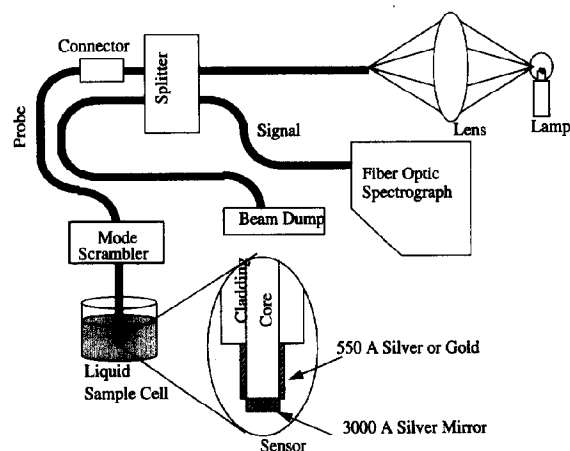 Connector
Splitter
Probe
Signal
Lens
Lamp
Fiber Optic
Spectrograph
Beam Dump
Mode
Scrambler
Cladding
Core
550 A Silver or Gold
Liquid
Sample Cell
3000 A Silver Mirror
Sensor